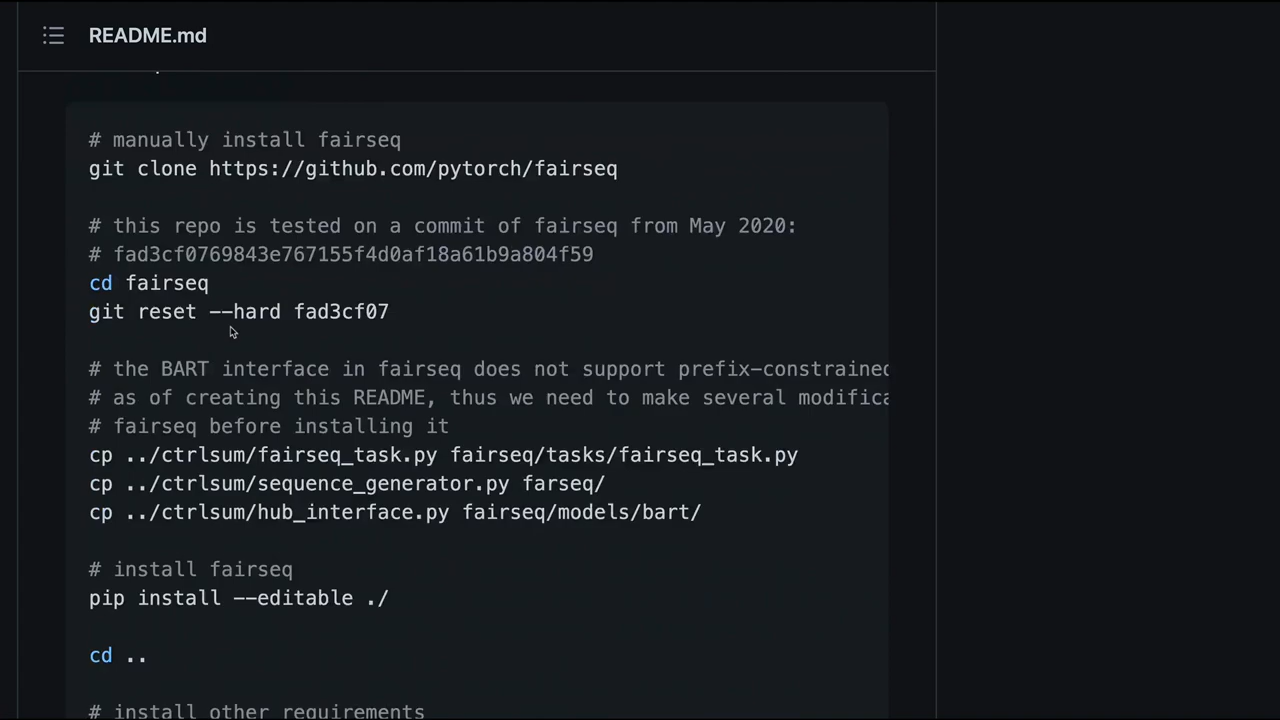 README.md
# manually install fairseq
git clone https://github.com/pytorch/fairseq
# this repo is tested on a commit of fairseq from May 2020:
# fad3cf0769843e767155f4d0af18a61b9a804f59
cd fairseq
git reset --hard fad3cf07
# the BART interface in fairseq does not support prefix-constrained
# as of creating this README, thus we need to make several modifica
# fairseq before installing it
cp ../ctrlsum/fairseq_task.py fairseq/tasks/fairseq_task.py
cp ../ctrlsum/sequence_generator.py farseq/
cp ../ctrlsum/hub_interface.py fairseq/models/bart/
# install fairseq
pip install --editable ./
cd ..
# install other requirements